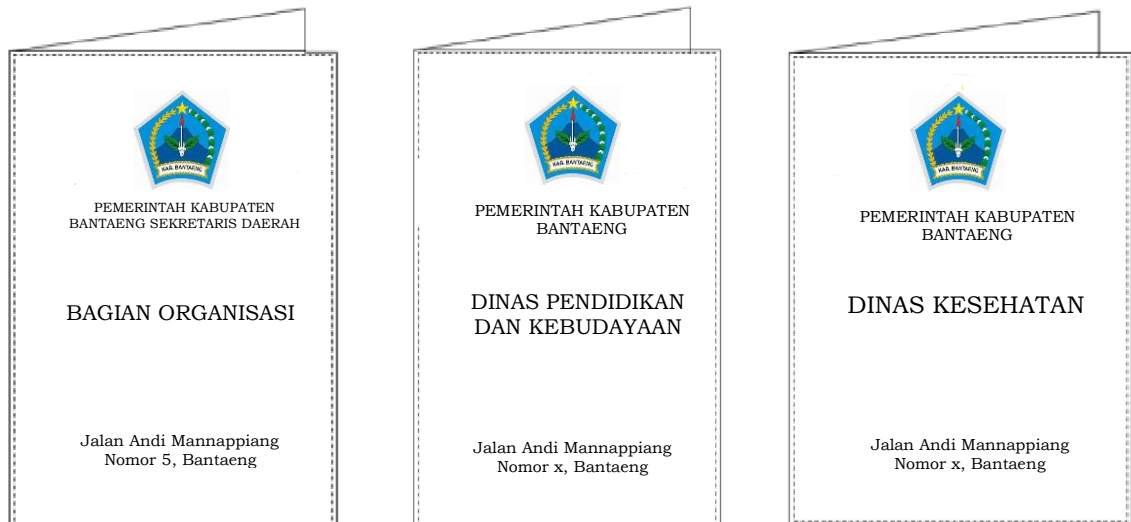 KAB. BANTAENG
PEMERINTAH KABUPATEN
BANTAENG SEKRETARIS DAERAH
BAGIAN ORGANISASI
Jalan Andi Mannappiang
Nomor 5, Bantaeng
KAB. BANTAENG
PEMERINTAH KABUPATEN
BANTAENG
DINAS PENDIDIKAN
DAN KEBUDAYAAN
Jalan Andi Mannappiang
Nomor x, Bantaeng
KAB. BANTAENG
PEMERINTAH KABUPATEN
BANTAENG
DINAS KESEHATAN
Jalan Andi Mannappiang
Nomor x, Bantaeng